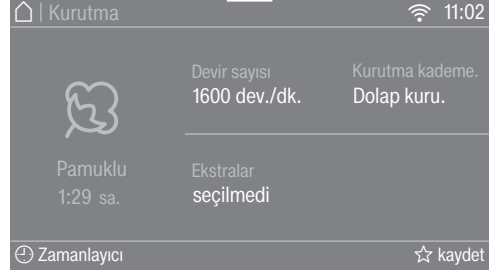 | Kurutma 11:02
Devir sayısı Kurutma kademe.
1600 dev./dk. Dolap kuru.
Pamuklu Ekstralar
1:29 sa. seçilmedi
Zamanlayıcı kaydet